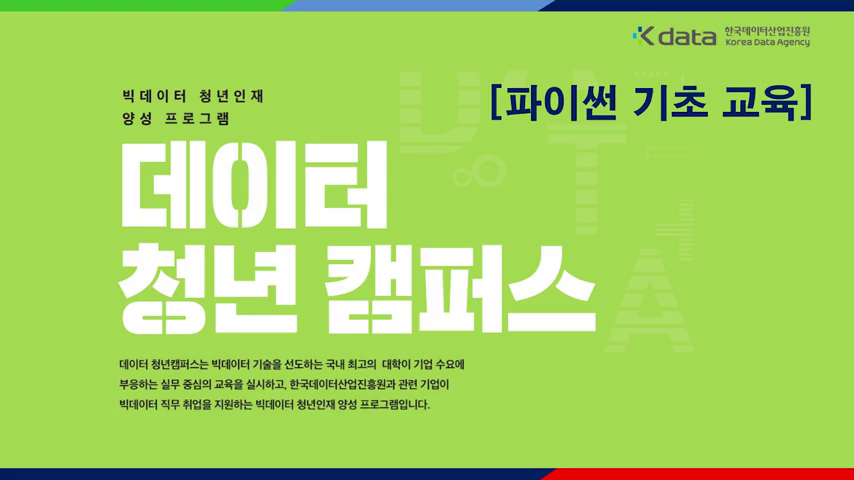 Kdata 한국데이터산업진흥원
Korea Data Agency
[파이썬 기초 교육]
빅데이터 청년인재
양성 프로그램
데이터
청년 캠퍼스
데이터 청년캠퍼스는 빅데이터 기술을 선도하는 국내 최고의 대학이 기업 수요에
부응하는 실무 중심의 교육을 실시하고, 한국데이터산업진흥원과 관련 기업이
빅데이터 직무 취업을 지원하는 빅데이터 청년인재 양성 프로그램입니다.